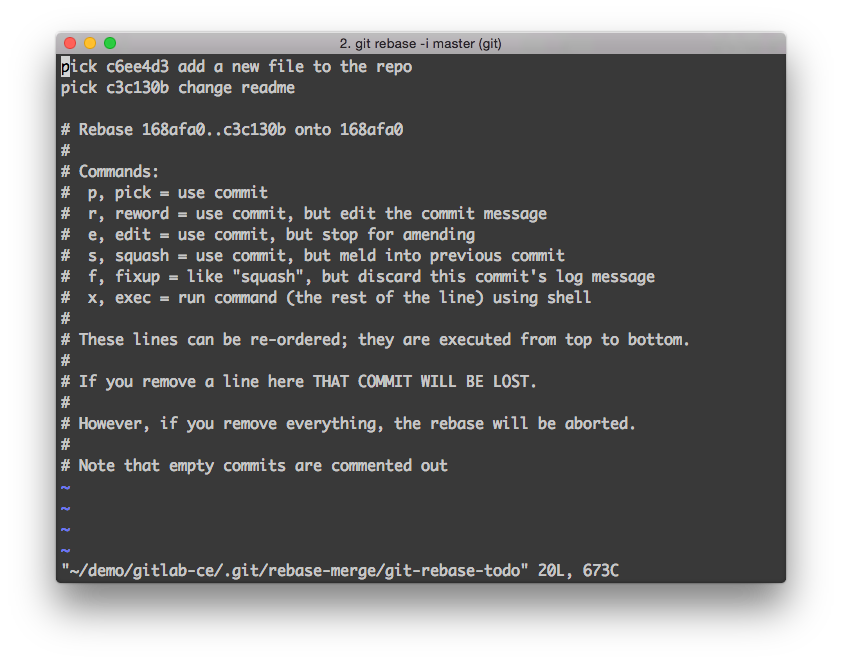 2. git rebase -i master (git)
pick c6ee4d3 add a new file to the repo
pick c3c130b change readme
# Rebase 168afa0..c3c130b onto 168afa0
#
# Commands:
#  p, pick = use commit
#  r, reword = use commit, but edit the commit message
#  e, edit = use commit, but stop for amending
#  s, squash = use commit, but meld into previous commit
#  f, fixup = like "squash", but discard this commit's log message
#  x, exec = run command (the rest of the line) using shell
#
# These lines can be re-ordered; they are executed from top to bottom.
#
# If you remove a line here THAT COMMIT WILL BE LOST.
#
# However, if you remove everything, the rebase will be aborted.
#
# Note that empty commits are commented out
~
~
~
~
"~/demo/gitlab-ce/.git/rebase-merge/git-rebase-todo" 20L, 673C